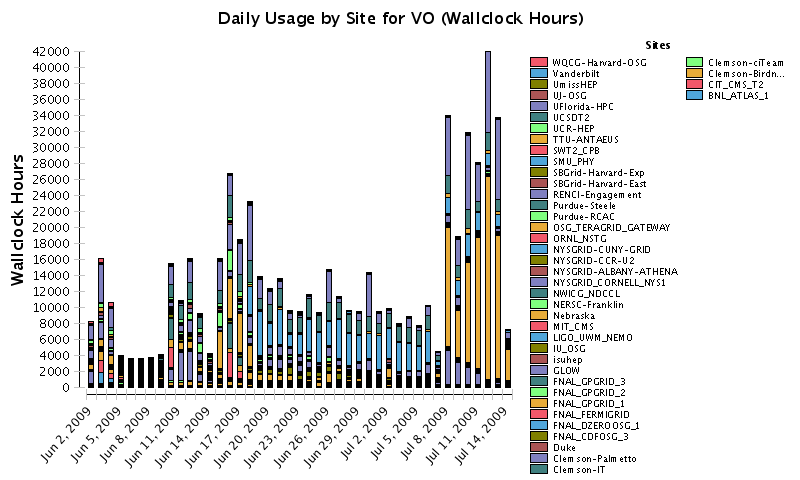 Daily Usage by Site for VO (Wallclock Hours)
Wallclock Hours
42000
40000
38000
36000
34000
32000
30000
28000
26000
24000
22000
20000
18000
16000
14000
12000
10000
8000
6000
4000
2000
0
Jun 2, 2009
Jun 5, 2009
Jun 8, 2009
Jun 11, 2009
Jun 14, 2009
Jun 17, 2009
Jun 20, 2009
Jun 23, 2009
Jun 26, 2009
Jun 29, 2009
Jul 2, 2009
Jul 5, 2009
Jul 8, 2009
Jul 11, 2009
Jul 14, 2009
Sites
WQCG-Harvard-OSG
Vanderbilt
UmissHEP
UJ-OSG
UFlorida-HPC
UCSDT2
UCR-HEP
TTU-ANTAEUS
SWT2_CPB
SMU_PHY
SBGrid-Harvard-Exp
SBGrid-Harvard-East
RENCI-Engagement
Purdue-Steele
Purdue-RCAC
OSG_TERAGRID_GATEWAY
ORNL_NSTG
NYSGRID-CUNY-GRID
NYSGRID-CCR-U2
NYSGRID-ALBANY-ATHENA
NYSGRID_CORNELL_NYS1
NWICG_NDCCL
NERSC-Franklin
Nebraska
MIT_CMS
LIGO_UWM_NEMO
IU_OSG
isuhep
GLOW
FNAL_GPGRID_3
FNAL_GPGRID_2
FNAL_GPGRID_1
FNAL_FERMIGRID
FNAL_DZEROOSG_1
FNAL_CDFOSG_3
Duke
Clemson-Palmetto
Clemson-IT
Clemson-ciTeam
Clemson-Birdn...
CIT_CMS_T2
BNL_ATLAS_1